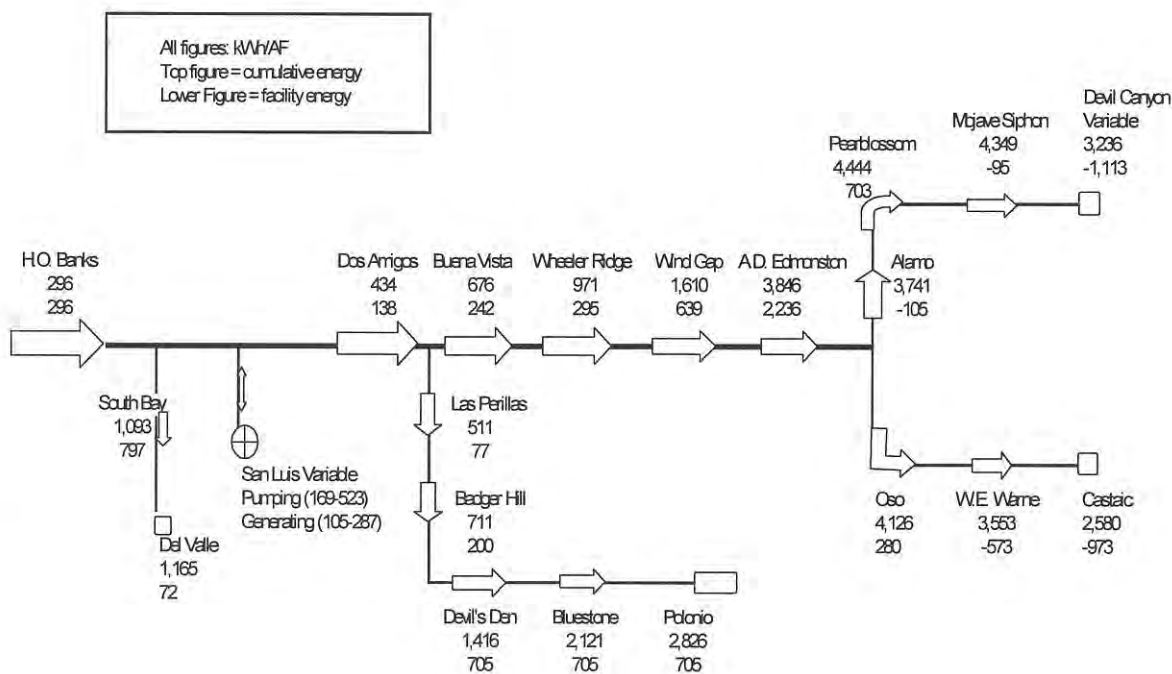 All figures: kWh/AF
Top figure = cumulative energy
Lower Figure = facility energy
Devil Canyon
Variable
3,236
-1,113
Mojave Siphon
4,349
-95
Pearblossom
4,444
703
H.O. Banks
296
296
Dos Amigos
434
138
Buena Vista
676
242
Wheeler Ridge
971
295
Wind Gap
1,610
639
A.D. Edmonston
3,846
2,236
Alamo
3,741
-105
South Bay
1,093
797
Del Valle
1,165
72
San Luis Variable
Pumping (169-523)
Generating (105-287)
Las Perillas
511
77
Badger Hill
711
200
Devil's Den
1,416
705
Bluestone
2,121
705
Polonio
2,826
705
Oso
4,126
280
W.E. Warne
3,553
-573
Castaic
2,580
-973